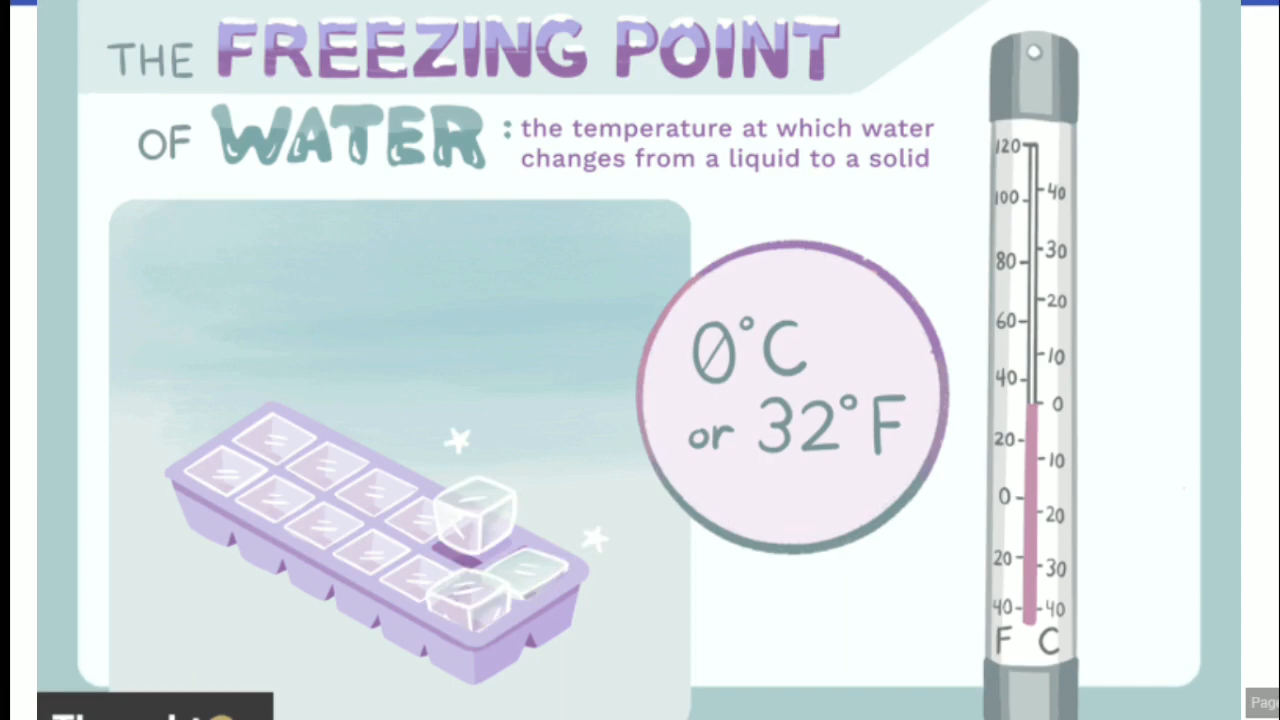 THE FREEZING POINT
OF WATER :
the temperature at which water
changes from a liquid to a solid
0°C
or 32°F
120
40
100
30
80
20
60
10
40
0
20
10
0
20
20
30
40
40
F C